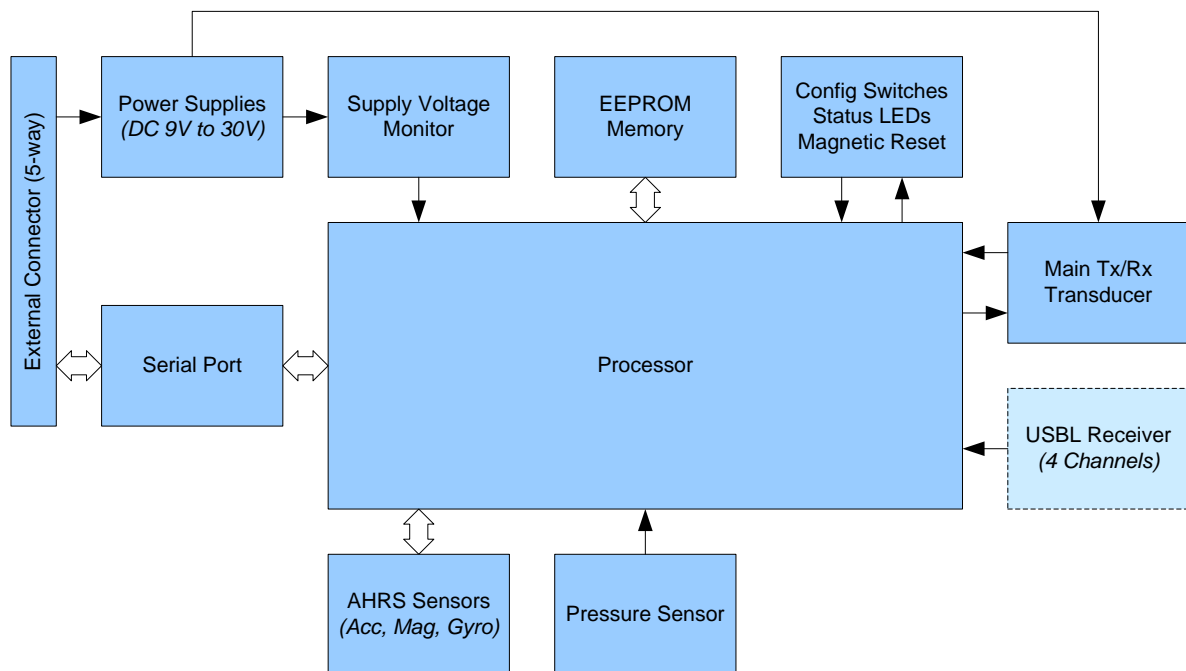 External Connector (5-way)
Power Supplies
(DC 9V to 30V)
Supply Voltage
Monitor
EEPROM
Memory
Config Switches
Status LEDs
Magnetic Reset
Main Tx/Rx
Transducer
Serial Port
Processor
USBL Receiver
(4 Channels)
AHRS Sensors
(Acc, Mag, Gyro)
Pressure Sensor